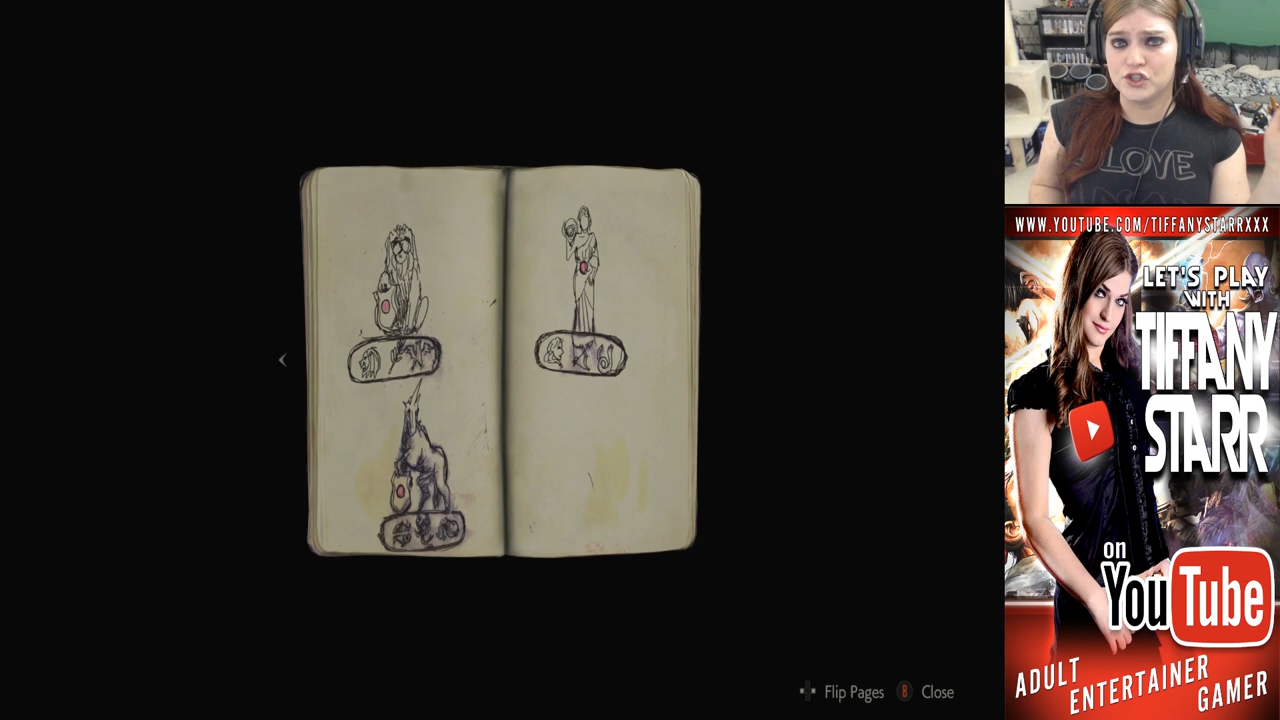 LOVE
WWW.YOUTUBE.COM/TIFFANYSTARRXXX
LET'S PLAY
WITH
TIFFANY
STARR
on
YouTube
ADULT
ENTERTAINER
GAMER
Flip Pages B Close